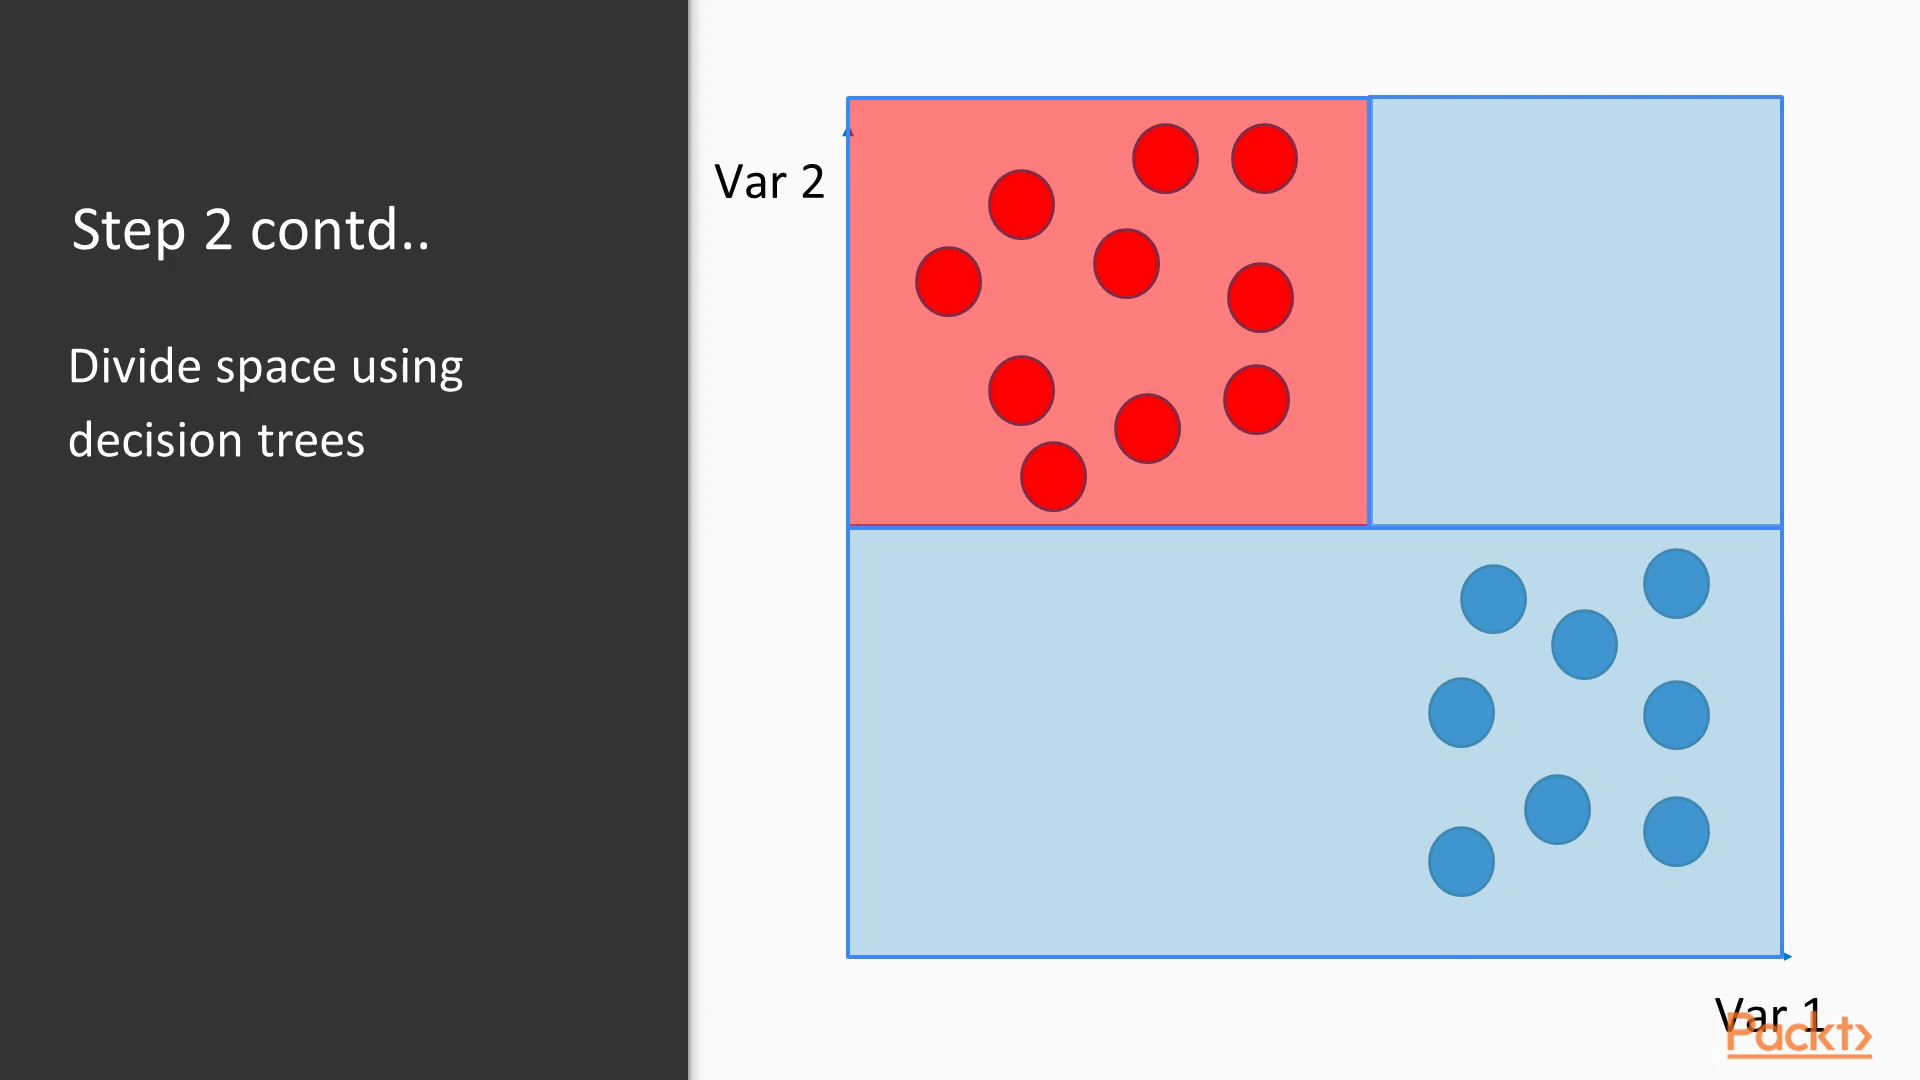 Step 2 contd..
Divide space using
decision trees
Var 2
Var 1
Packt>